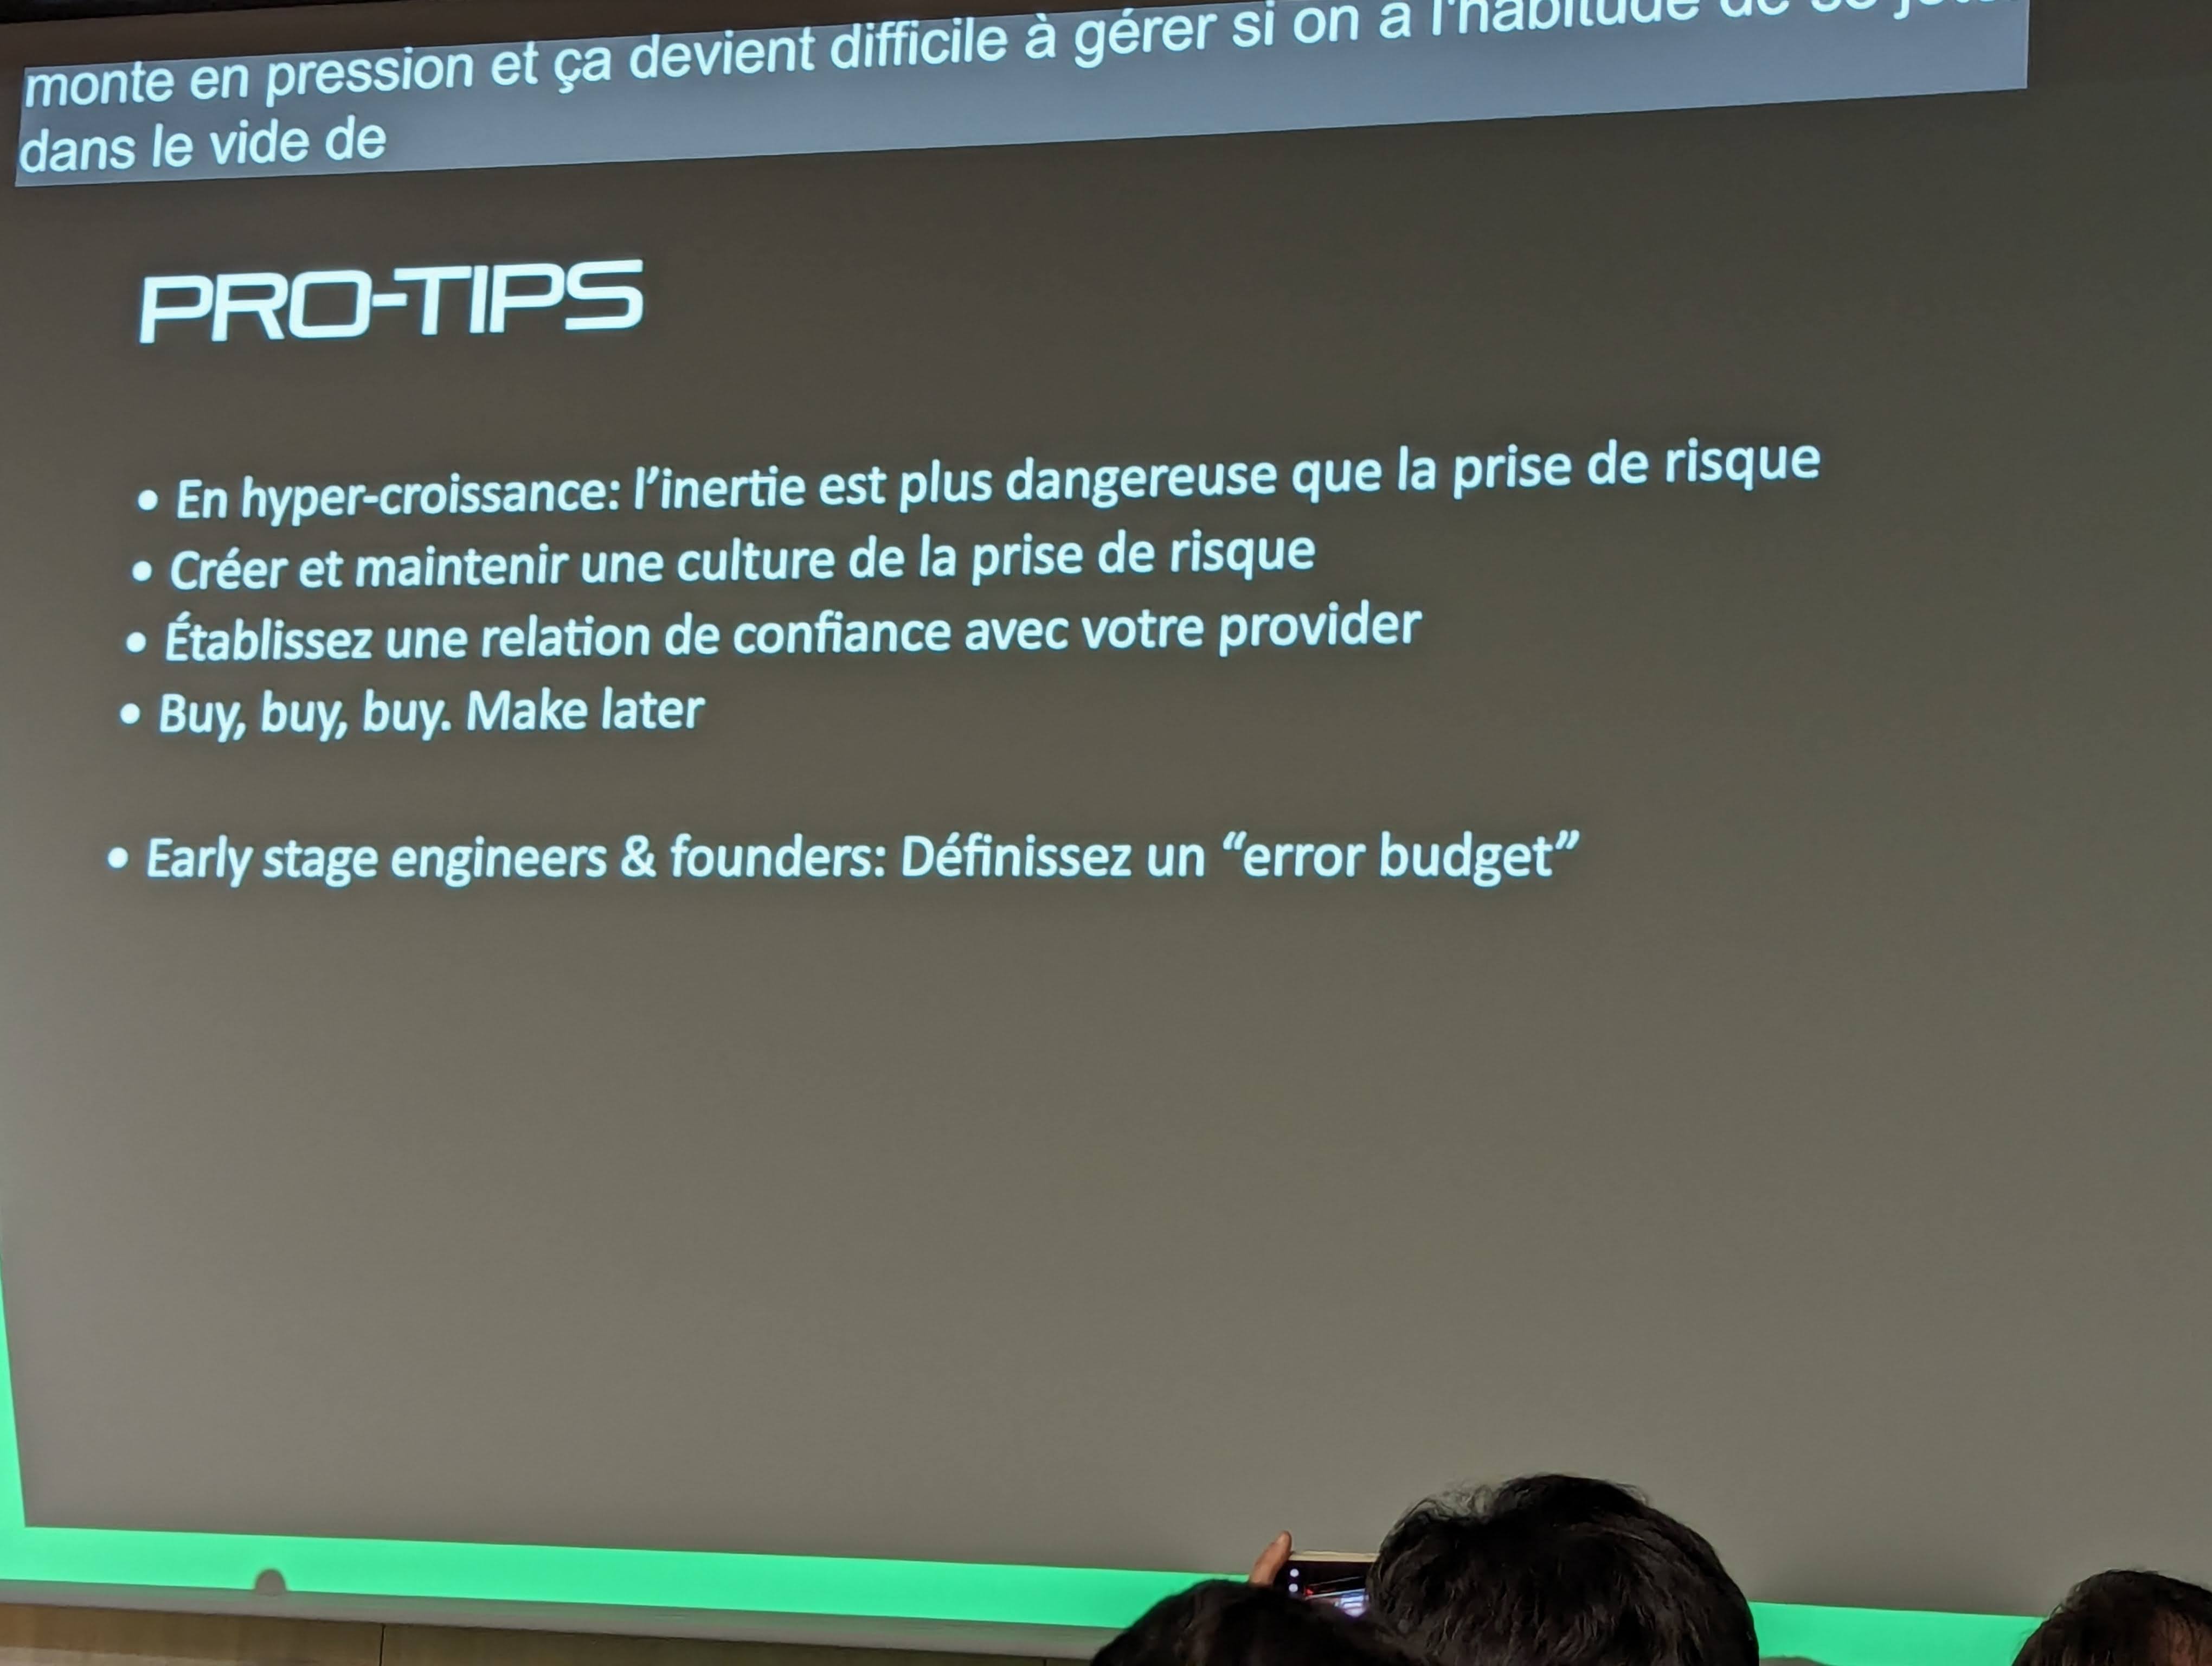 monte en pression et ça devient difficile à gérer si on a l'habitude de se
dans le vide de
PRO-TIPS
• En hyper-croissance: l’inertie est plus dangereuse que la prise de risque
• Créer et maintenir une culture de la prise de risque
• Établissez une relation de confiance avec votre provider
• Buy, buy, buy. Make later
• Early stage engineers & founders: Définissez un “error budget”